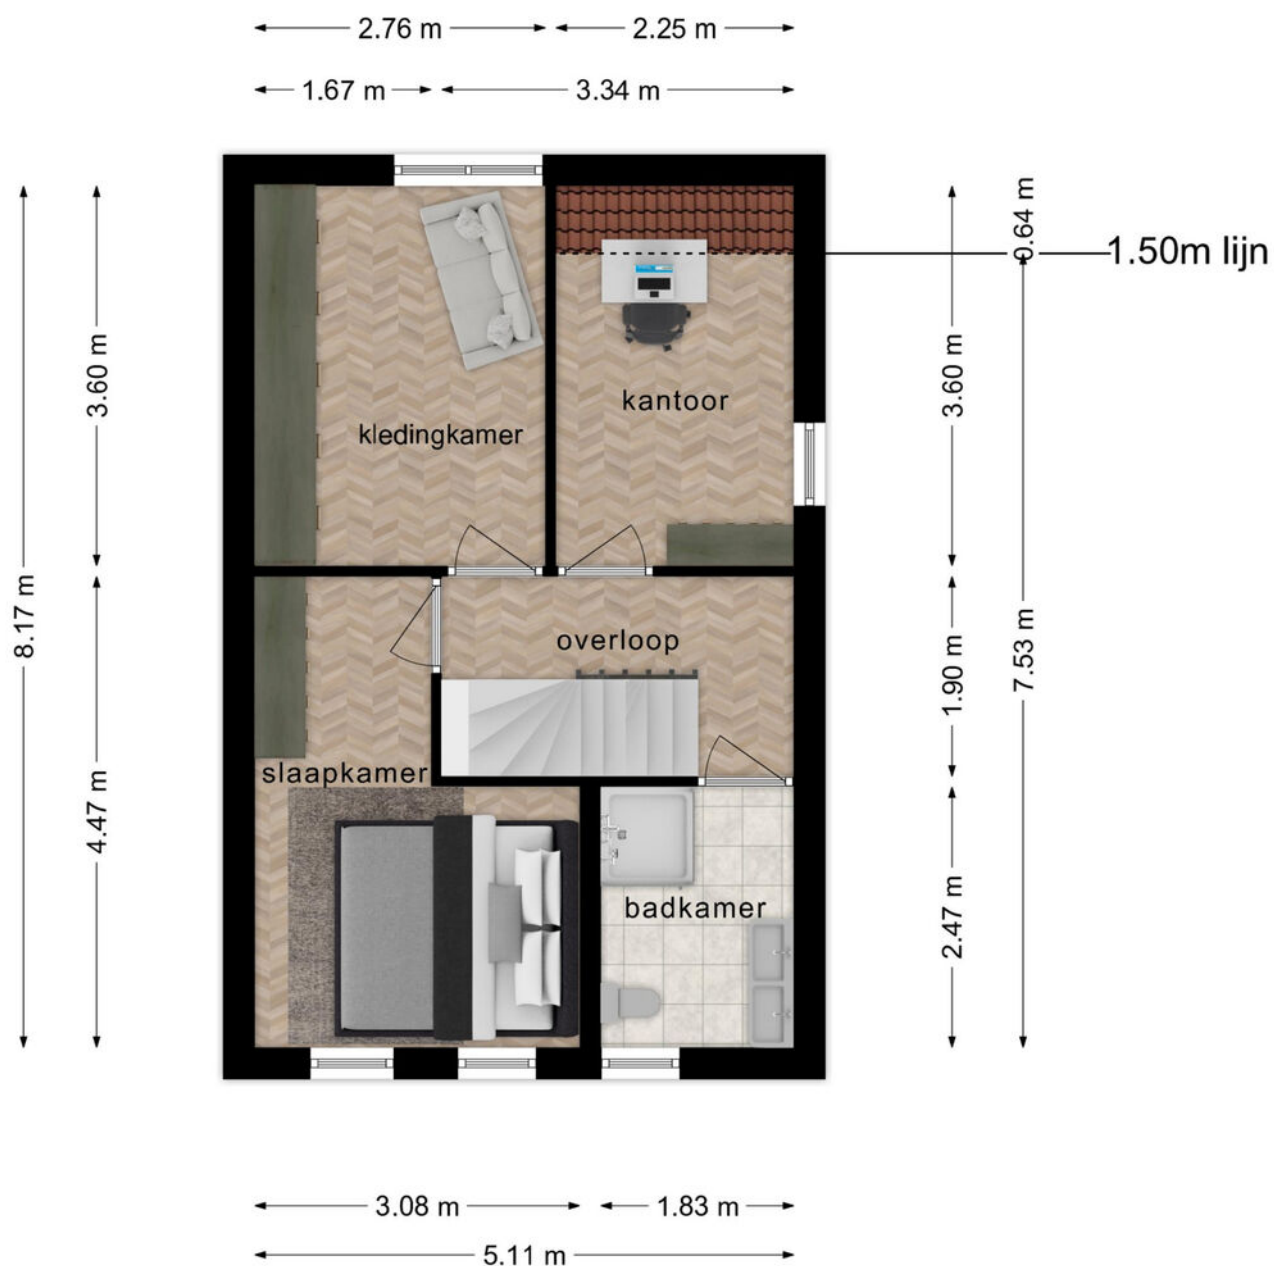 2.76 m 2.25 m
1.67 m 3.34 m
0.64 m
1.50m lijn
3.60 m
3.60 m
kantoor
kledingkamer
8.17 m
7.53 m
overloop
1.90 m
slaapkamer
4.47 m
badkamer
2.47 m
3.08 m 1.83 m
5.11 m